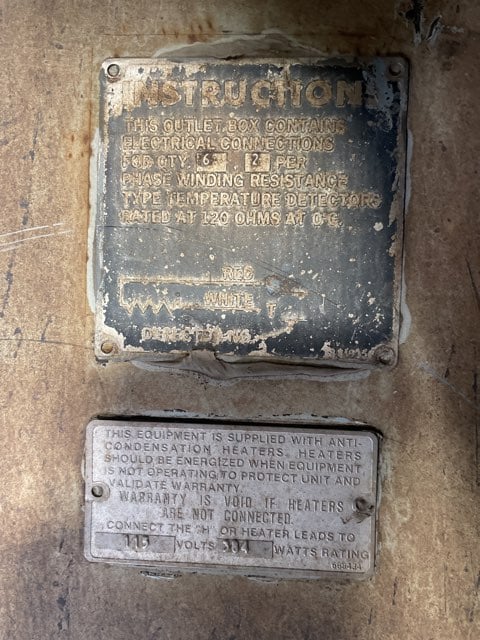 INSTRUCTIONS
THIS OUTLET BOX CONTAINS
ELECTRICAL CONNECTIONS
FOR QTY. 6 , 2 PER
PHASE WINDING RESISTANCE
TYPE TEMPERATURE DETECTORS
RATED AT 120 OHMS AT 0°C.
RED
WHITE
THIS EQUIPMENT IS SUPPLIED WITH ANTI-
CONDENSATION HEATERS. HEATERS
SHOULD BE ENERGIZED WHEN EQUIPMENT
IS NOT OPERATING TO PROTECT UNIT AND
VALIDATE WARRANTY.
WARRANTY IS VOID IF HEATERS
ARE NOT CONNECTED.
CONNECT THE "H" OR HEATER LEADS TO
115 VOLTS WATTS RATING